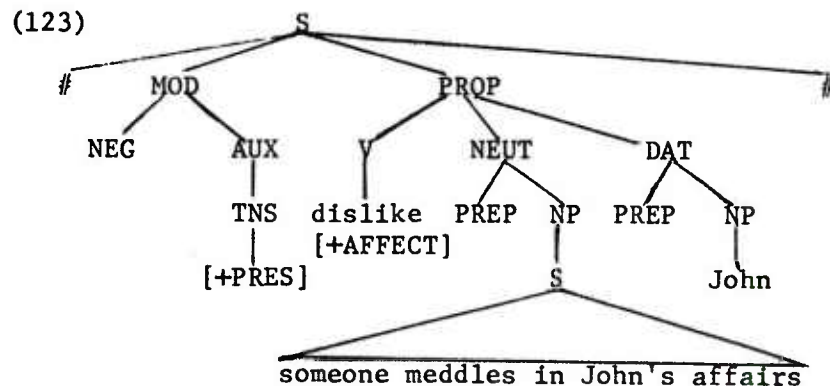 (123)
S
# MOD PROP #
NEG AUX V NEUT DAT
TNS dislike PREP NP PREP NP
[+AFFECT]
[+PRES] S John
someone meddles in John's affairs